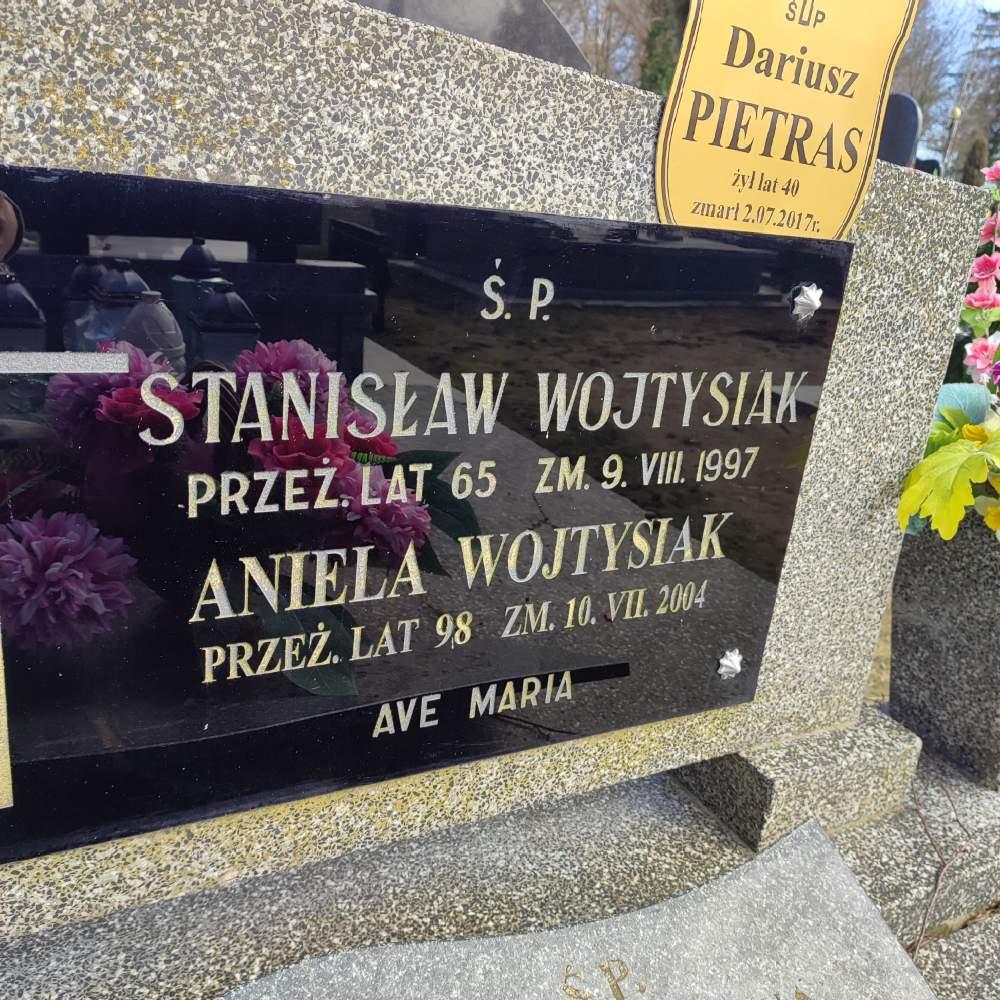 ŚP
Dariusz
PIETRAS
żył lat 40
zmarł 2.07.2017r.
Ś. P.
STANISŁAW WOJTYSIAK
PRZEŻ. LAT 65 ZM. 9. VIII. 1997
ANIELA WOJTYSIAK
PRZEŻ. LAT 98 ZM. 10. VII. 2004
AVE MARIA
Ś.P.